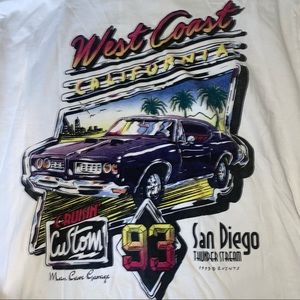 West Coast
CALIFORNIA
CRUISIN'
Custom
93
San Diego
THUNDER STREAM